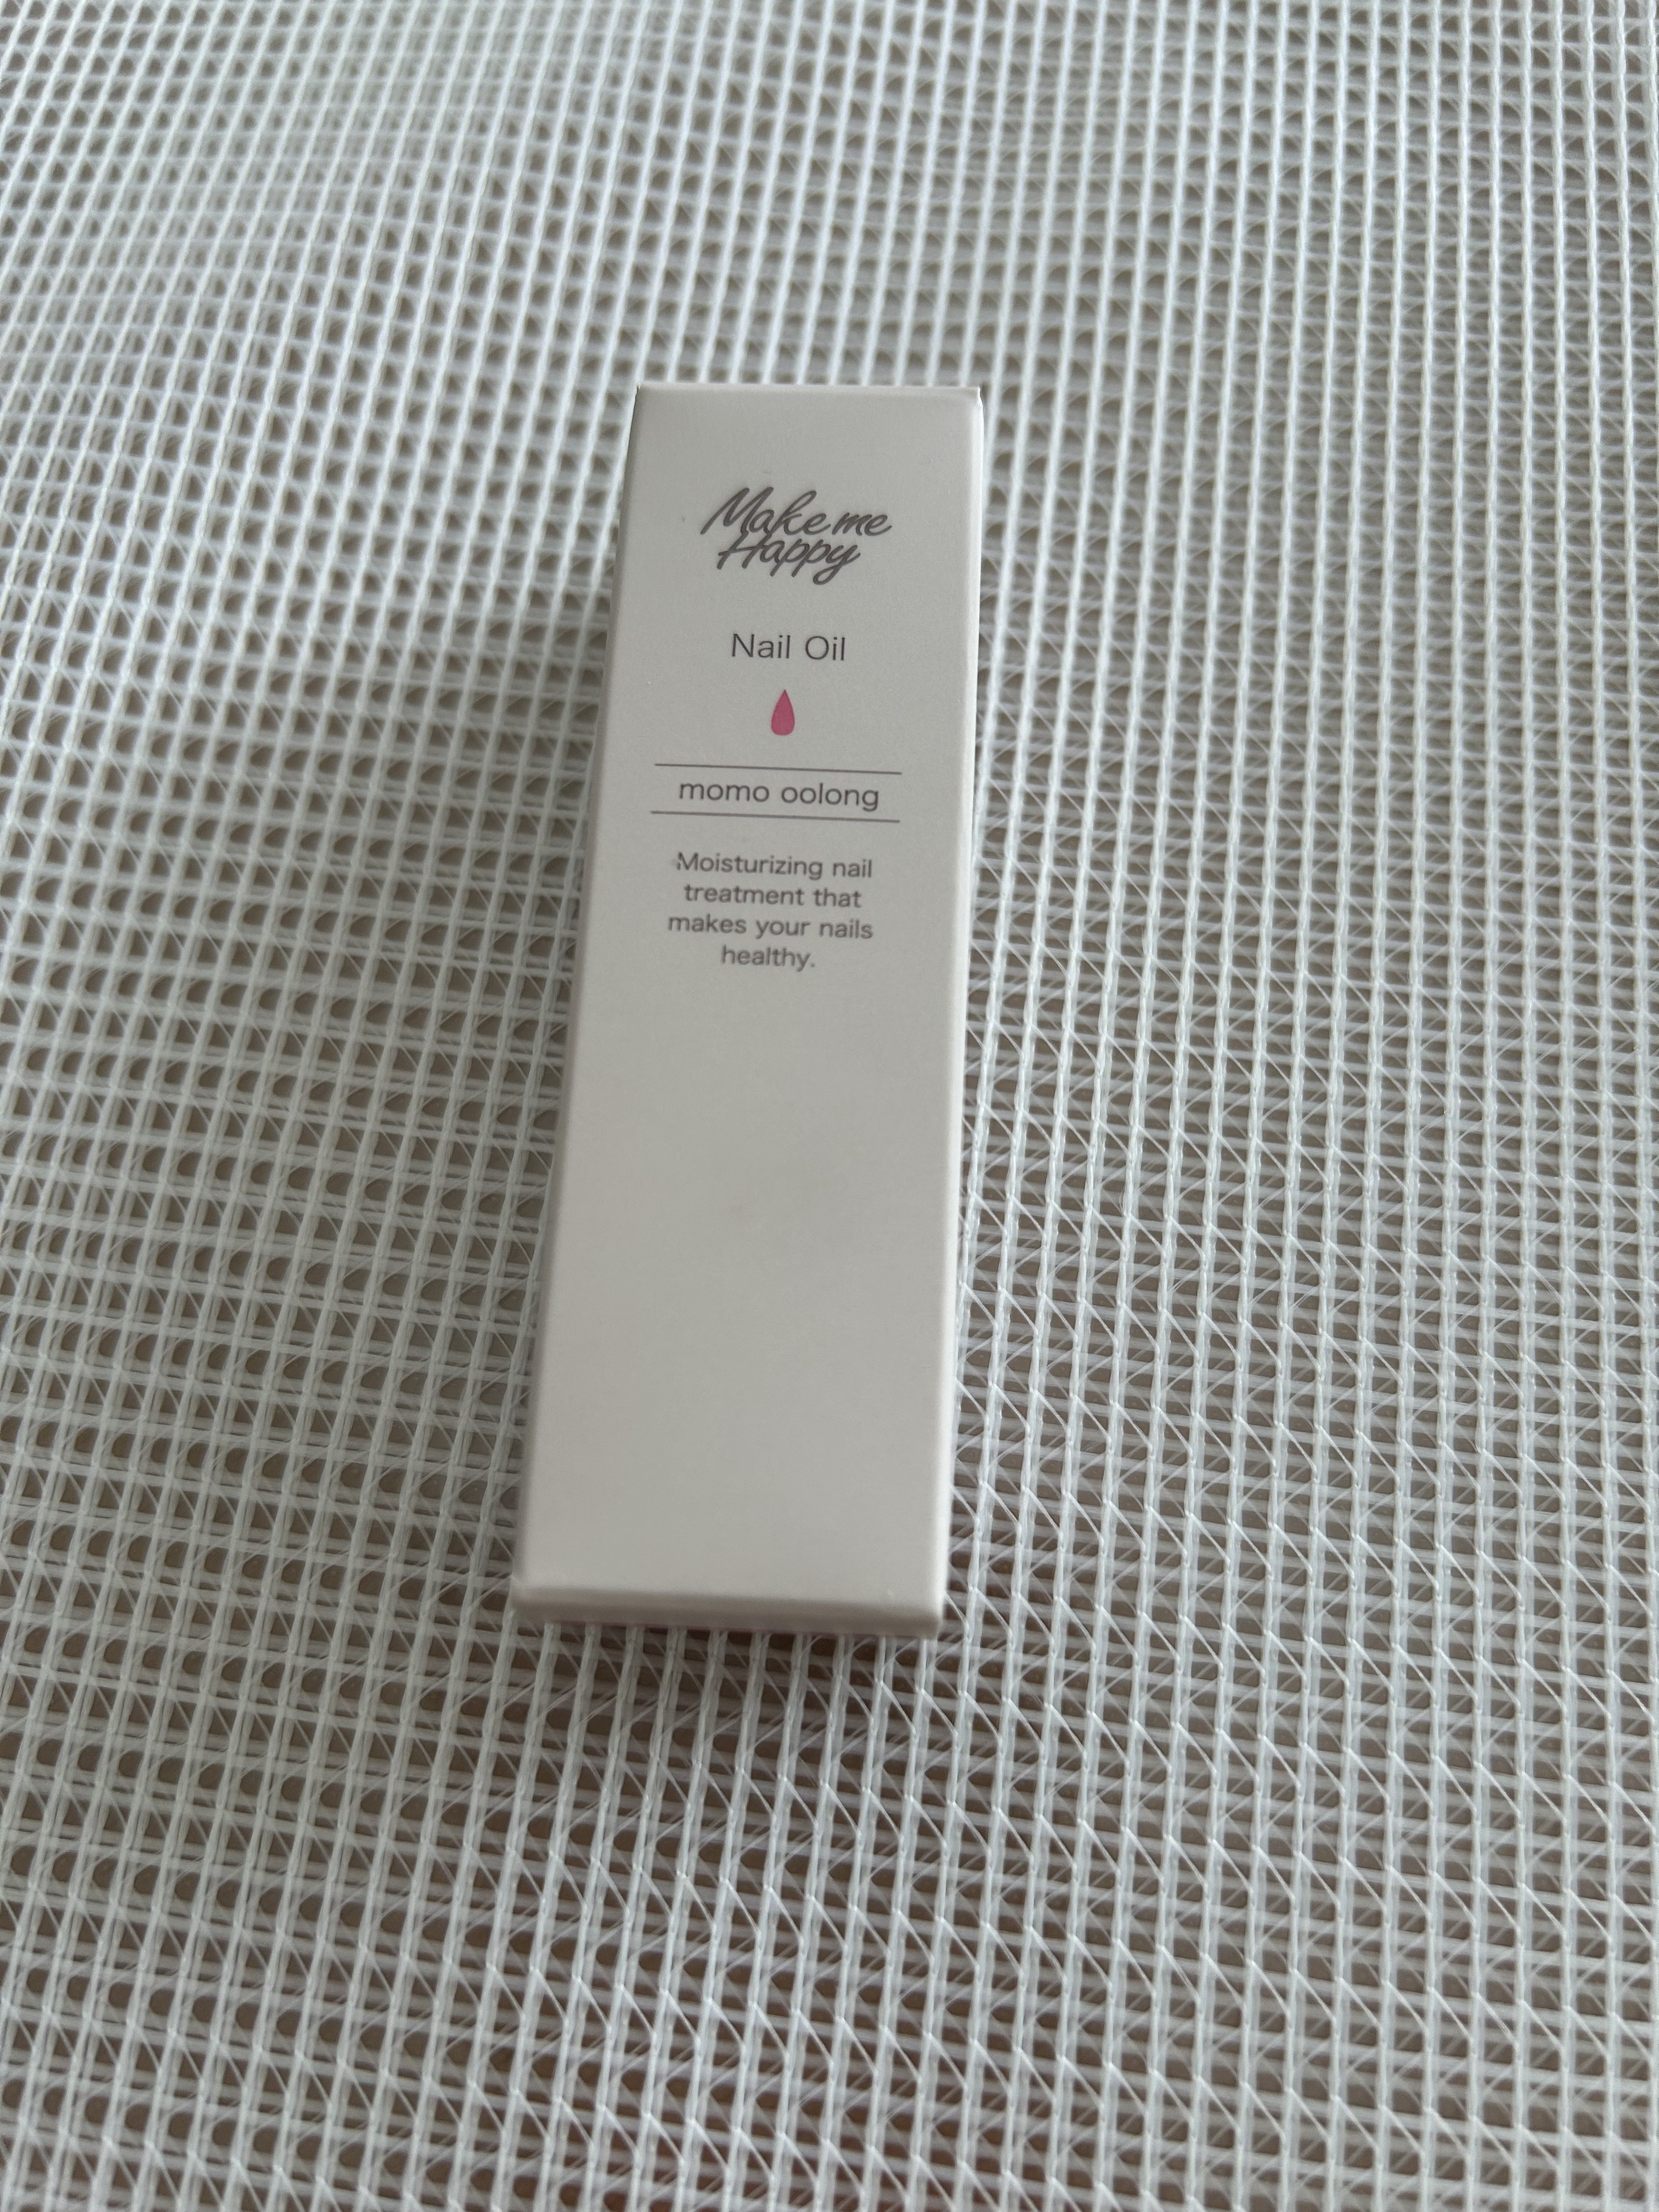 Make me
Happy
Nail Oil
momo oolong
Moisturizing nail
treatment that
makes your nails
healthy.